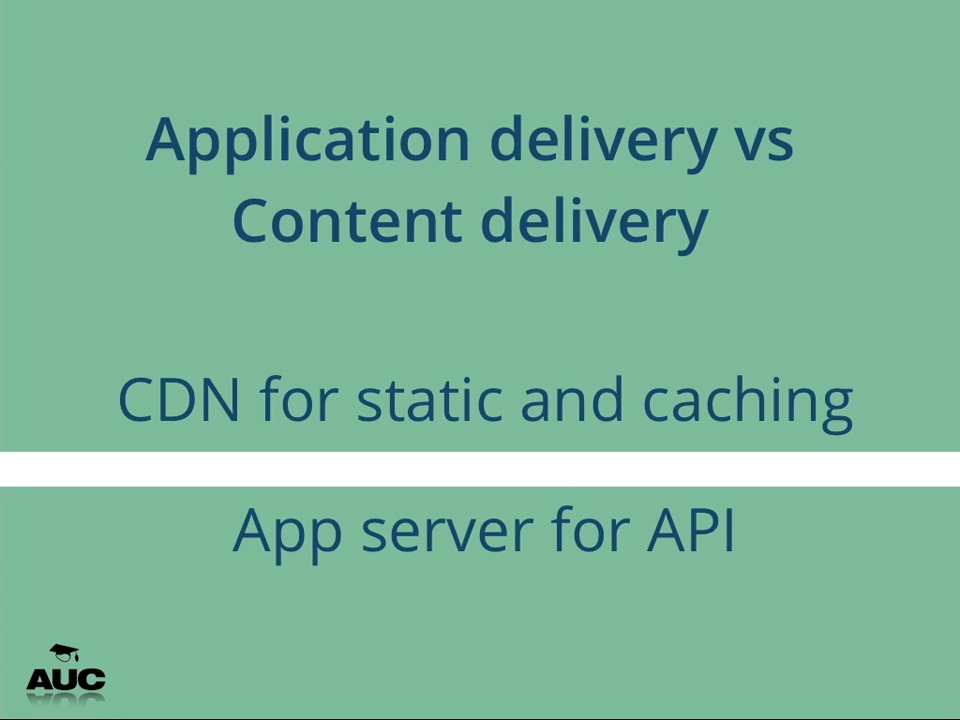 Application delivery vs
Content delivery
CDN for static and caching
App server for API
AUC